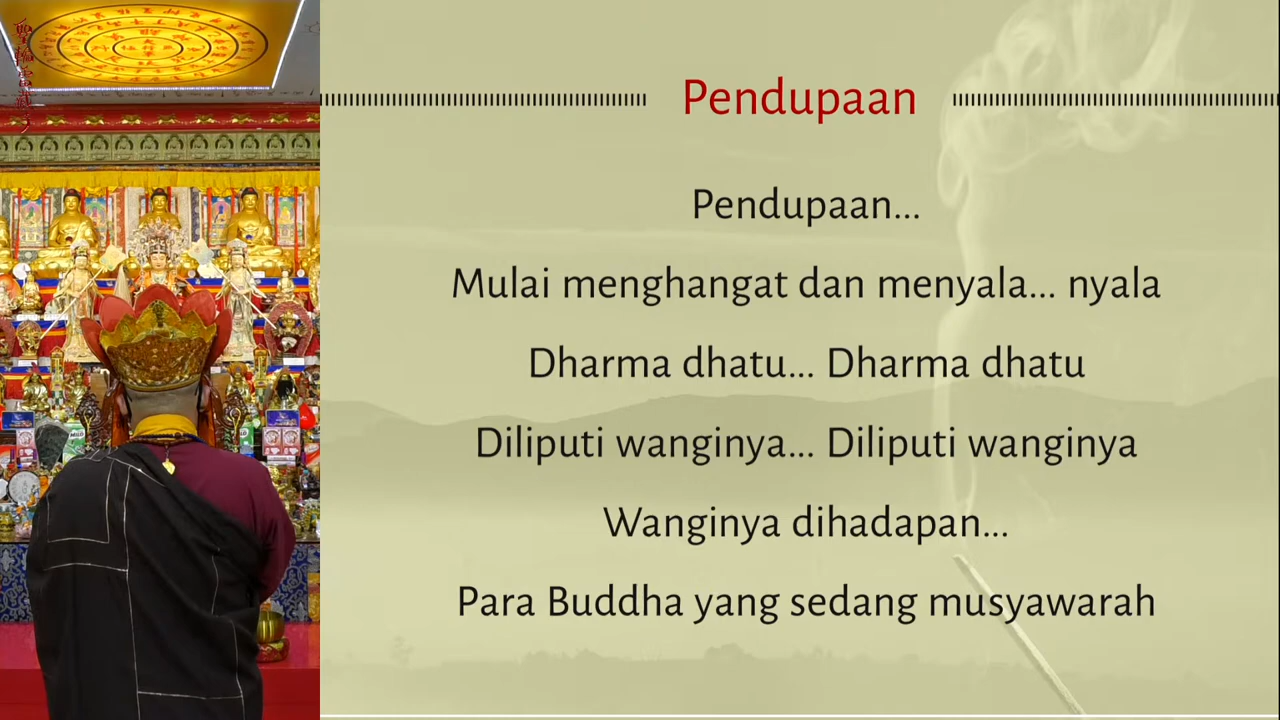 Pendupaan
Pendupaan...
Mulai menghangat dan menyala... nyala
Dharma dhatu... Dharma dhatu
Diliputi wanginya... Diliputi wanginya
Wanginya dihadapan...
Para Buddha yang sedang musyawarah